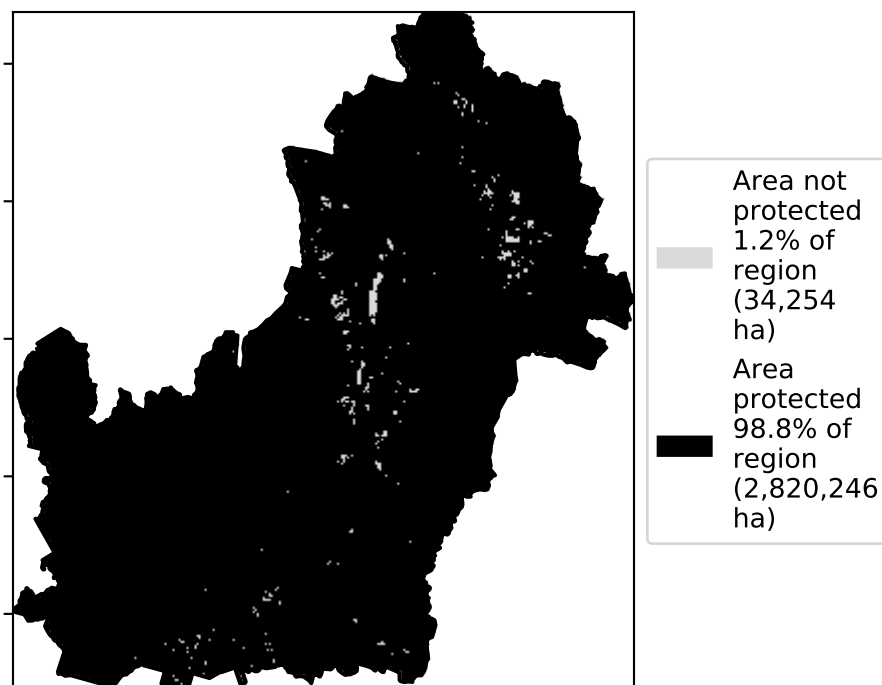 Area not
protected
1.2% of
region
(34,254
ha)
Area
protected
98.8% of
region
(2,820,246
ha)